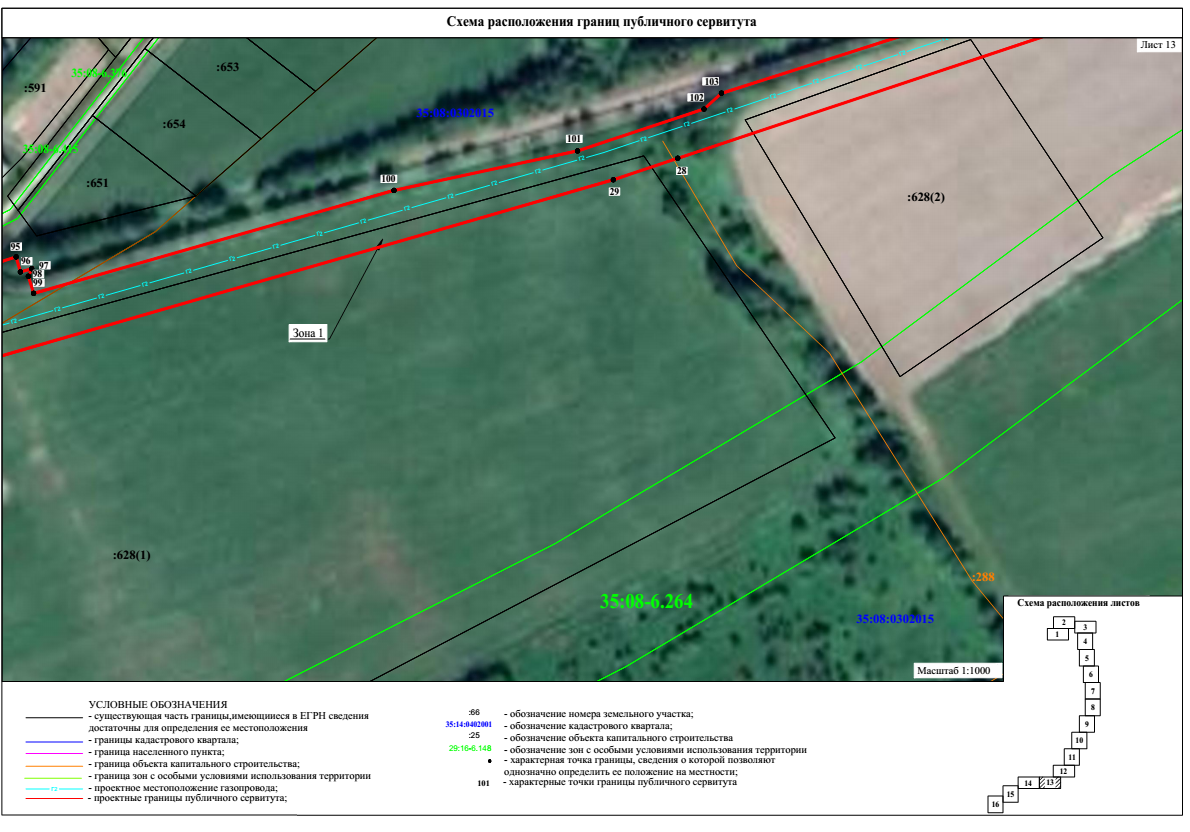 Схема расположения границ публичного сервитута
Лист 13
:591
:653
:654
:651
35:08:0302015
103
102
101
100
28
29
:628(2)
95
96
97
98
99
Зона 1
:628(1)
:288
35:08-6.264
35:08:0302015
Масштаб 1:1000
Схема расположения листов
2
3
1
4
5
6
7
8
9
10
11
12
14
13
15
16
УСЛОВНЫЕ ОБОЗНАЧЕНИЯ
- существующая часть границы,имеющиеся в ЕГРН сведения
достаточны для определения ее местоположения
- границы кадастрового квартала;
- граница населенного пункта;
- граница объекта капитального строительства;
- граница зон с особыми условиями использования территории
- проектное местоположение газопровода;
- проектные границы публичного сервитута;
:66 - обозначение номера земельного участка;
35:14:0402001 - обозначение кадастрового квартала;
:25 - обозначение объекта капитального строительства
29:16-6.148 - обозначение зон с особыми условиями использования территории
- характерная точка границы, сведения о которой позволяют
однозначно определить ее положение на местности;
101 - характерные точки границы публичного сервитута